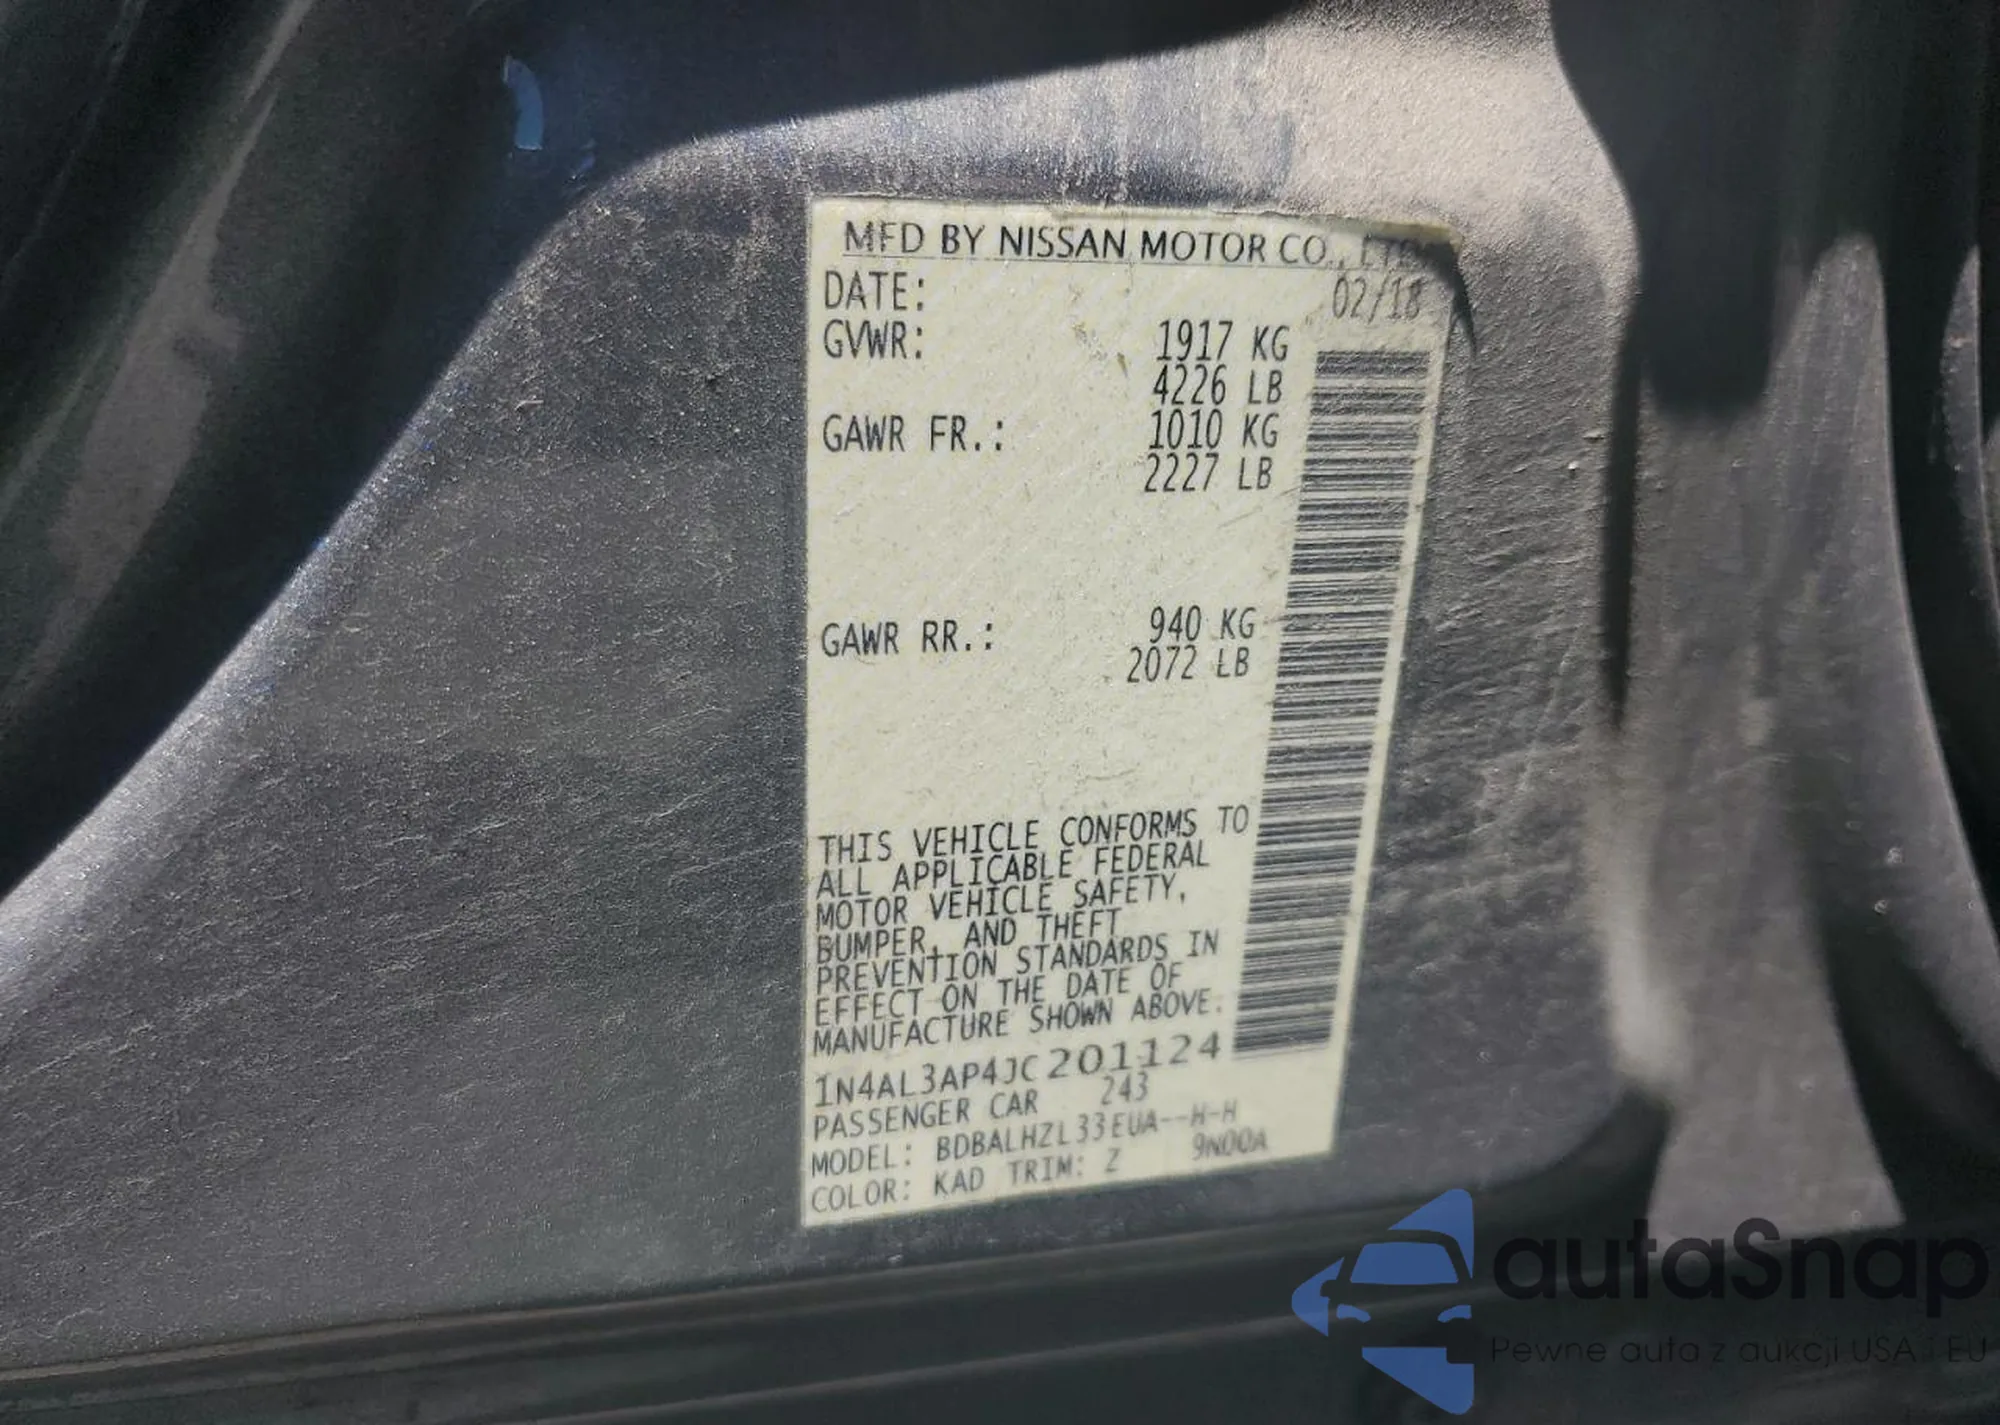 MFD BY NISSAN MOTOR CO., LTD
DATE: 02/18
GVWR: 1917 KG
4226 LB
GAWR FR.: 1010 KG
2227 LB
GAWR RR.: 940 KG
2072 LB
THIS VEHICLE CONFORMS TO
ALL APPLICABLE FEDERAL
MOTOR VEHICLE SAFETY,
BUMPER, AND THEFT
PREVENTION STANDARDS IN
EFFECT ON THE DATE OF
MANUFACTURE SHOWN ABOVE.
1N4AL3AP4JC201124
PASSENGER CAR 243
MODEL: BDBALHZL33EUA--H-H
COLOR: KAD TRIM: Z 9N00A
autaSnap
Pewne auta z aukcji USA i EU